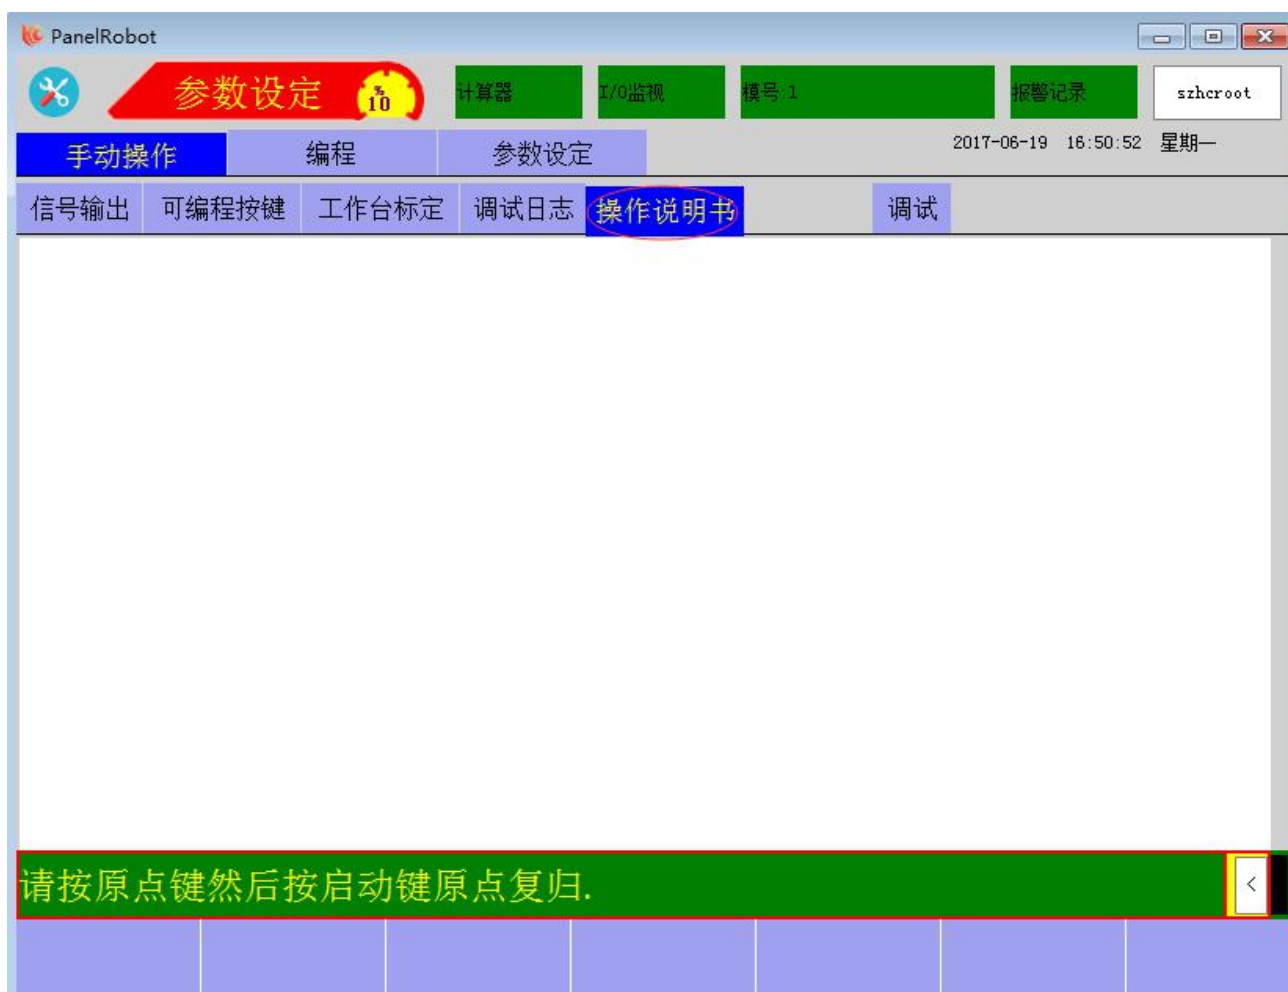 PanelRobot
参数设定 % 10 计算器 I/O监视 模号:1 报警记录 szhcroot
手动操作 编程 参数设定 2017-06-19 16:50:52 星期一
信号输出 可编程按键 工作台标定 调试日志 操作说明书 调试
请按原点键然后按启动键原点复归. <